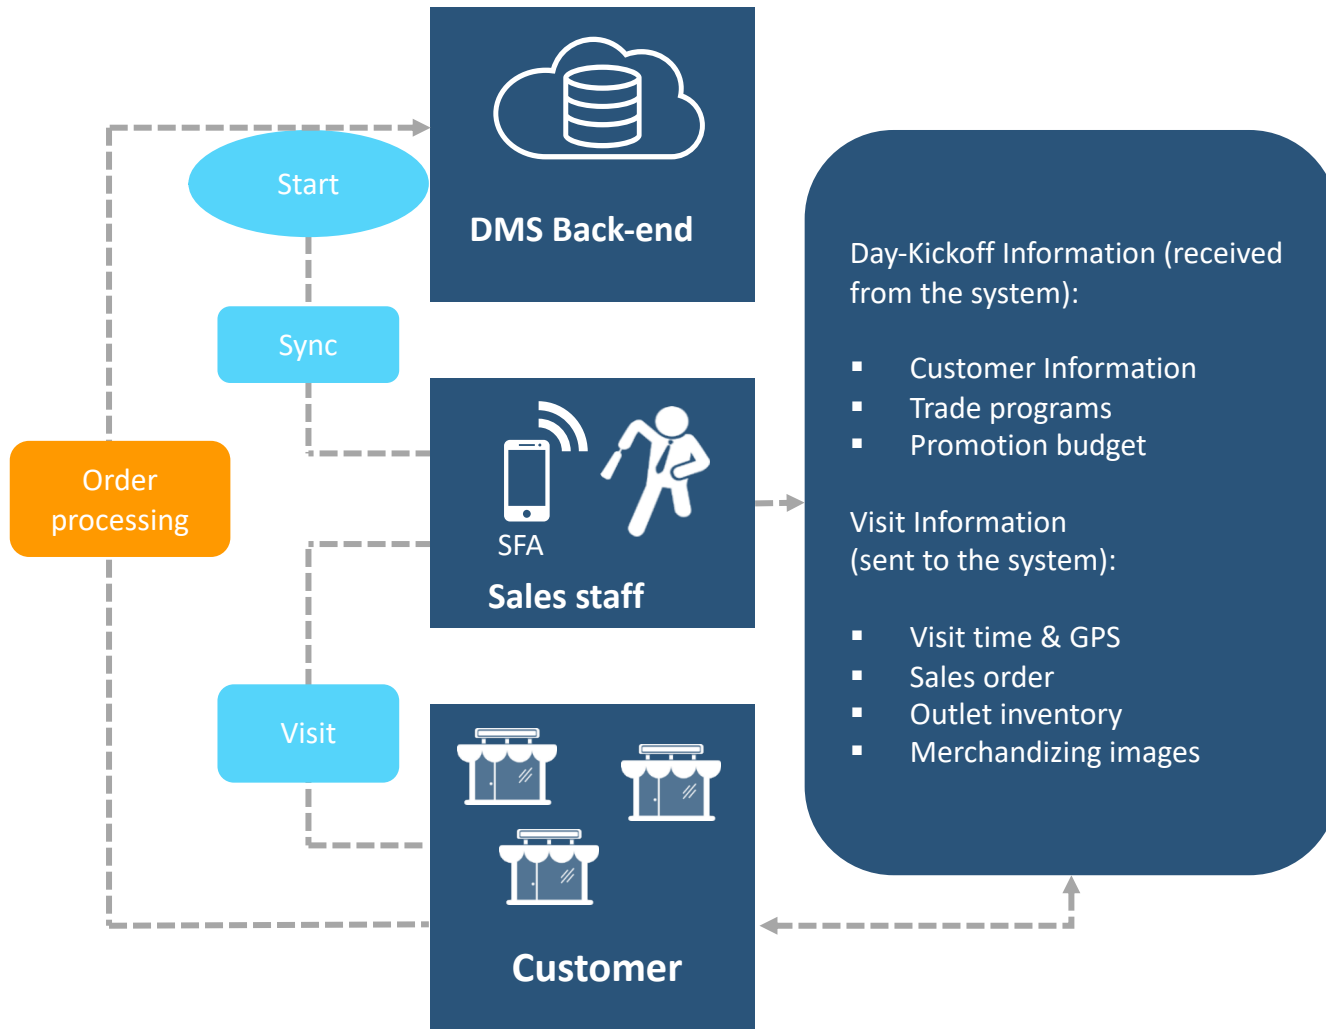 DMS Back-end
Start
Sync
Order
processing
SFA
Sales staff
Visit
Customer
Day-Kickoff Information (received
from the system):
▪ Customer Information
▪ Trade programs
▪ Promotion budget
Visit Information
(sent to the system):
▪ Visit time & GPS
▪ Sales order
▪ Outlet inventory
▪ Merchandizing images